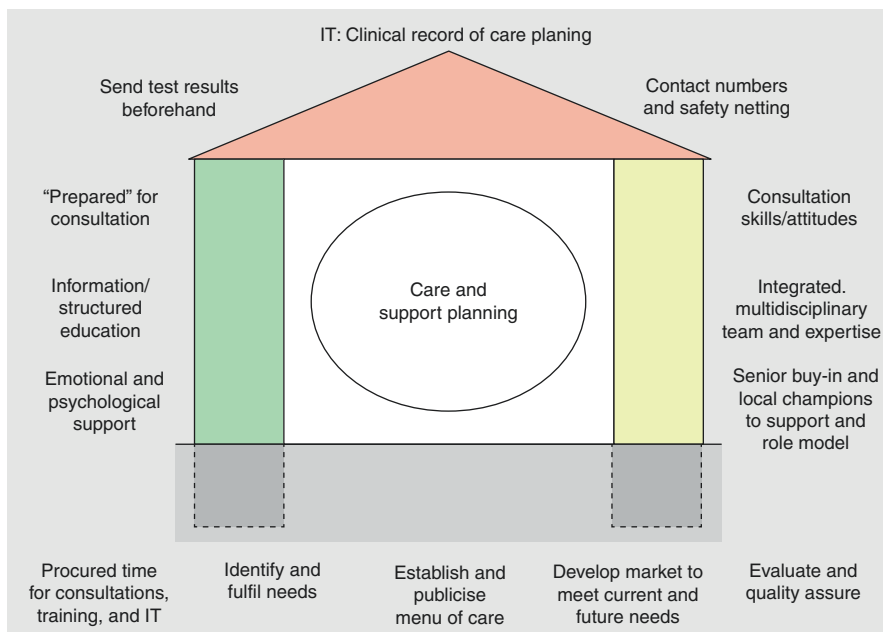 IT: Clinical record of care planing
Send test results
beforehand
Contact numbers
and safety netting
“Prepared” for
consultation
Consultation
skills/attitudes
Information/
structured
education
Care and
support planning
Integrated.
multidisciplinary
team and expertise
Emotional and
psychological
support
Senior buy-in and
local champions
to support and
role model
Procured time
for consultations,
training, and IT
Identify and
fulfil needs
Establish and
publicise
menu of care
Develop market to
meet current and
future needs
Evaluate and
quality assure